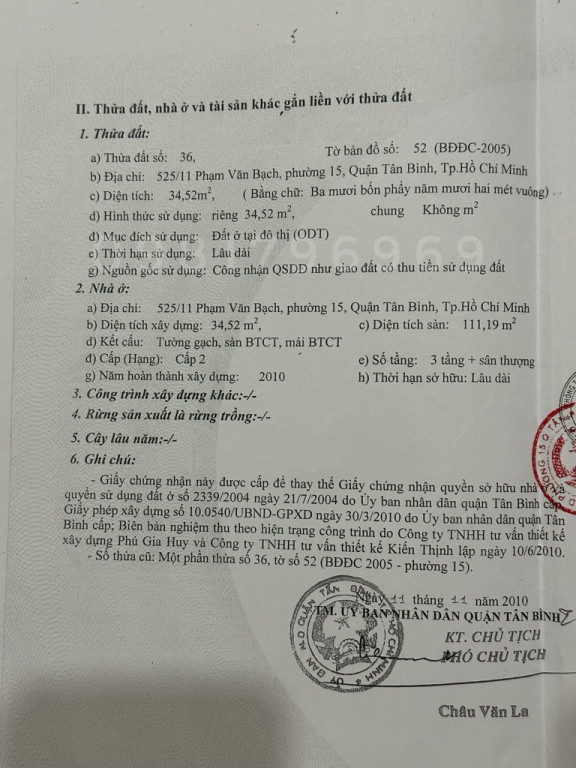 II. Thửa đất, nhà ở và tài sản khác gắn liền với thửa đất
1. Thửa đất:
a) Thửa đất số: 36, Tờ bản đồ số: 52 (BĐĐC-2005)
b) Địa chỉ: 525/11 Phạm Văn Bạch, phường 15, Quận Tân Bình, Tp.Hồ Chí Minh
c) Diện tích: 34,52m², ( Bằng chữ: Ba mươi bốn phẩy năm mươi hai mét vuông)
d) Hình thức sử dụng: riêng 34,52 m², chung Không m²
đ) Mục đích sử dụng: Đất ở tại đô thị (ODT)
e) Thời hạn sử dụng: Lâu dài
g) Nguồn gốc sử dụng: Công nhận QSDĐ như giao đất có thu tiền sử dụng đất
2. Nhà ở:
a) Địa chỉ: 525/11 Phạm Văn Bạch, phường 15, Quận Tân Bình, Tp.Hồ Chí Minh
b) Diện tích xây dựng: 34,52 m², c) Diện tích sàn: 111,19 m²
d) Kết cấu: Tường gạch, sàn BTCT, mái BTCT
đ) Cấp (Hạng): Cấp 2 e) Số tầng: 3 tầng + sân thượng
g) Năm hoàn thành xây dựng: 2010 h) Thời hạn sở hữu: Lâu dài
3. Công trình xây dựng khác:-/-
4. Rừng sản xuất là rừng trồng:-/-
5. Cây lâu năm:-/-
6. Ghi chú:
- Giấy chứng nhận này được cấp để thay thế Giấy chứng nhận quyền sở hữu nhà ở và
quyền sử dụng đất ở số 2339/2004 ngày 21/7/2004 do Ủy ban nhân dân quận Tân Bình cấp;
Giấy phép xây dựng số 10.0540/UBND-GPXD ngày 30/3/2010 do Ủy ban nhân dân quận Tân
Bình cấp; Biên bản nghiệm thu theo hiện trạng công trình do Công ty TNHH tư vấn thiết kế
xây dựng Phú Gia Huy và Công ty TNHH tư vấn thiết kế Kiến Thịnh lập ngày 10/6/2010.
- Số thửa cũ: Một phần thửa số 36, tờ số 52 (BĐĐC 2005 - phường 15).
Ngày 11 tháng 11 năm 2010
TM. ỦY BAN NHÂN DÂN QUẬN TÂN BÌNH
KT. CHỦ TỊCH
PHÓ CHỦ TỊCH
Châu Văn La